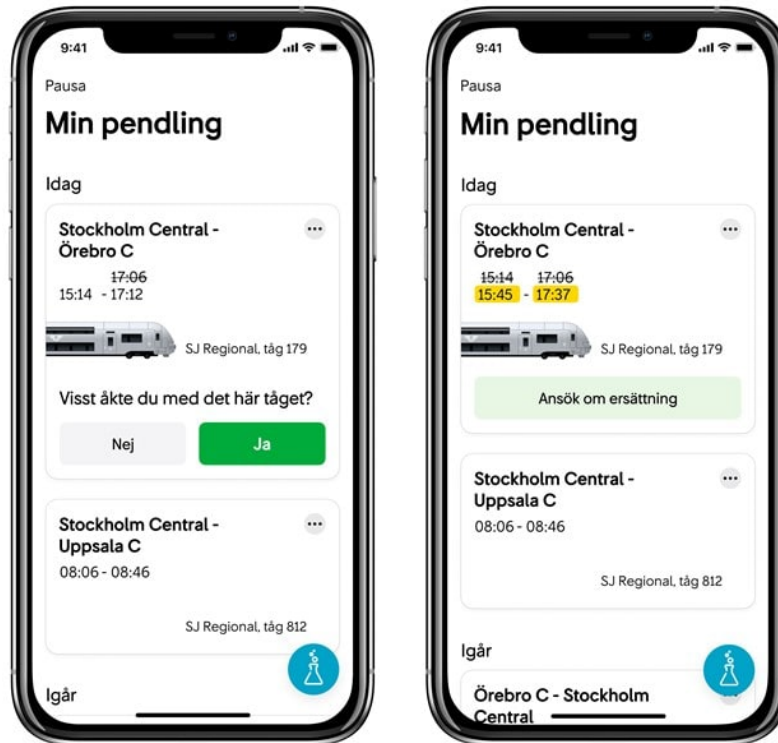 9:41
Pausa
Min pendling
Idag
Stockholm Central -
Örebro C
17:06
15:14 - 17:12
SJ Regional, tåg 179
Visst åkte du med det här tåget?
Nej Ja
Stockholm Central -
Uppsala C
08:06 - 08:46
SJ Regional, tåg 812
Igår
9:41
Pausa
Min pendling
Idag
Stockholm Central -
Örebro C
15:14 17:06
15:45 - 17:37
SJ Regional, tåg 179
Ansök om ersättning
Stockholm Central -
Uppsala C
08:06 - 08:46
SJ Regional, tåg 812
Igår
Örebro C - Stockholm
Central